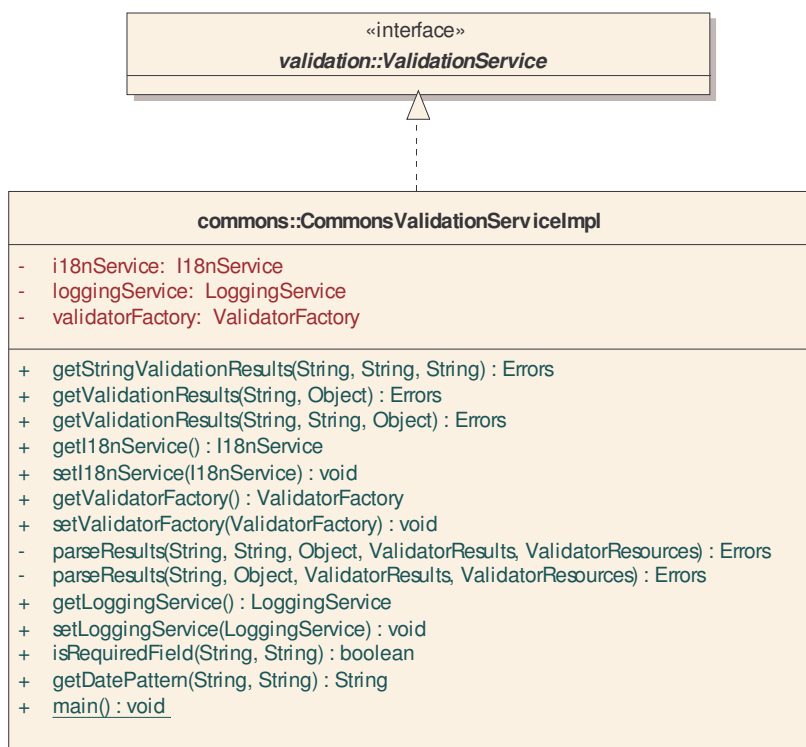 «interface»
validation::ValidationService
commons::CommonsValidationServiceImpl
- i18nService: I18nService
- loggingService: LoggingService
- validatorFactory: ValidatorFactory
+ getStringValidationResults(String, String, String) : Errors
+ getValidationResults(String, Object) : Errors
+ getValidationResults(String, String, Object) : Errors
+ getI18nService() : I18nService
+ setI18nService(I18nService) : void
+ getValidatorFactory() : ValidatorFactory
+ setValidatorFactory(ValidatorFactory) : void
- parseResults(String, String, Object, ValidatorResults, ValidatorResources) : Errors
- parseResults(String, Object, ValidatorResults, ValidatorResources) : Errors
+ getLoggingService() : LoggingService
+ setLoggingService(LoggingService) : void
+ isRequiredField(String, String) : boolean
+ getDatePattern(String, String) : String
+ main() : void